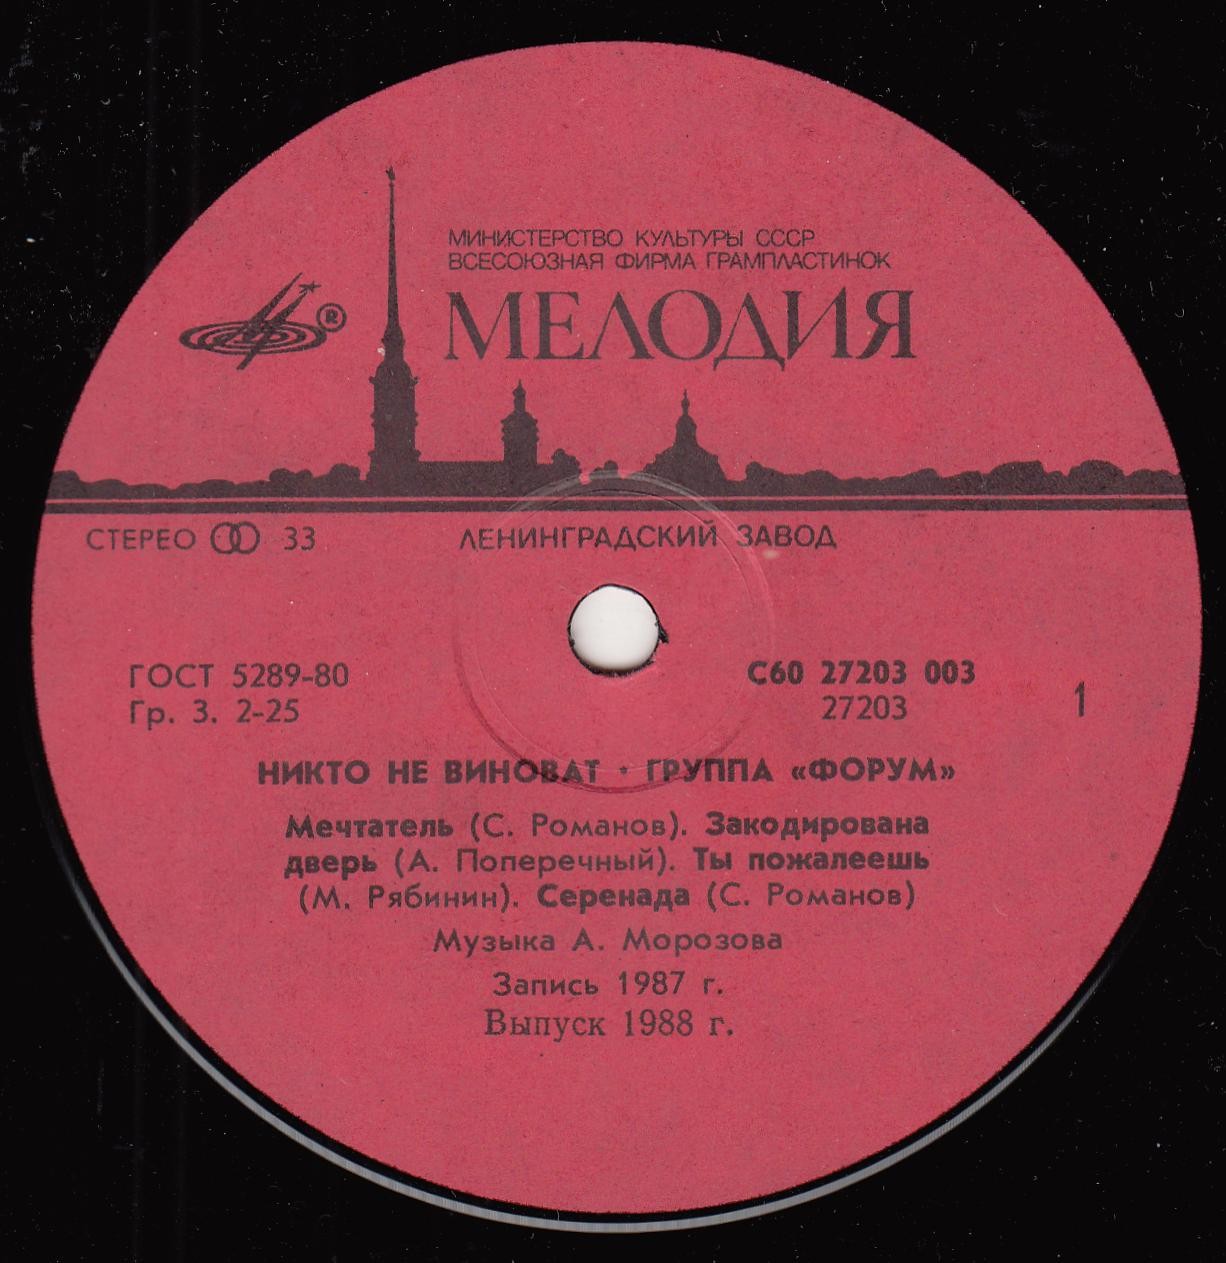 МИНИСТЕРСТВО КУЛЬТУРЫ СССР
ВСЕСОЮЗНАЯ ФИРМА ГРАМПЛАСТИНОК
®
МЕЛОДИЯ
СТЕРЕО 33 ЛЕНИНГРАДСКИЙ ЗАВОД
ГОСТ 5289-80 С60 27203 003
Гр. 3. 2-25 27203 1
НИКТО НЕ ВИНОВАТ · ГРУППА «ФОРУМ»
Мечтатель (С. Романов). Закодирована
дверь (А. Поперечный). Ты пожалеешь
(М. Рябинин). Серенада (С. Романов)
Музыка А. Морозова
Запись 1987 г.
Выпуск 1988 г.